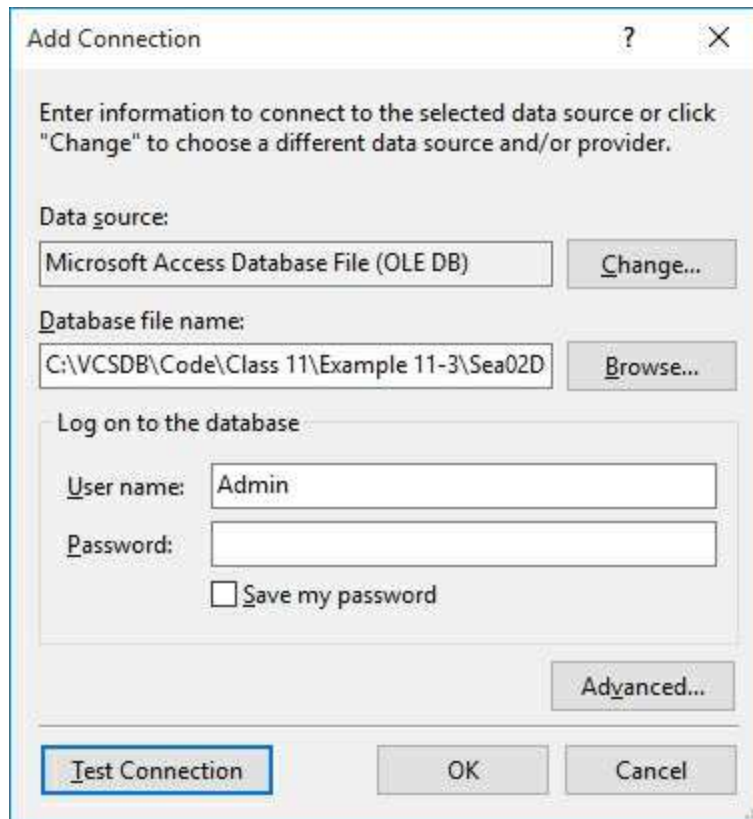 Add Connection ? ×
Enter information to connect to the selected data source or click
"Change" to choose a different data source and/or provider.
Data source:
Microsoft Access Database File (OLE DB) Change...
Database file name:
C:\VCSDB\Code\Class 11\Example 11-3\Sea02D Browse...
Log on to the database
User name: Admin
Password:
Save my password
Advanced...
Test Connection OK Cancel